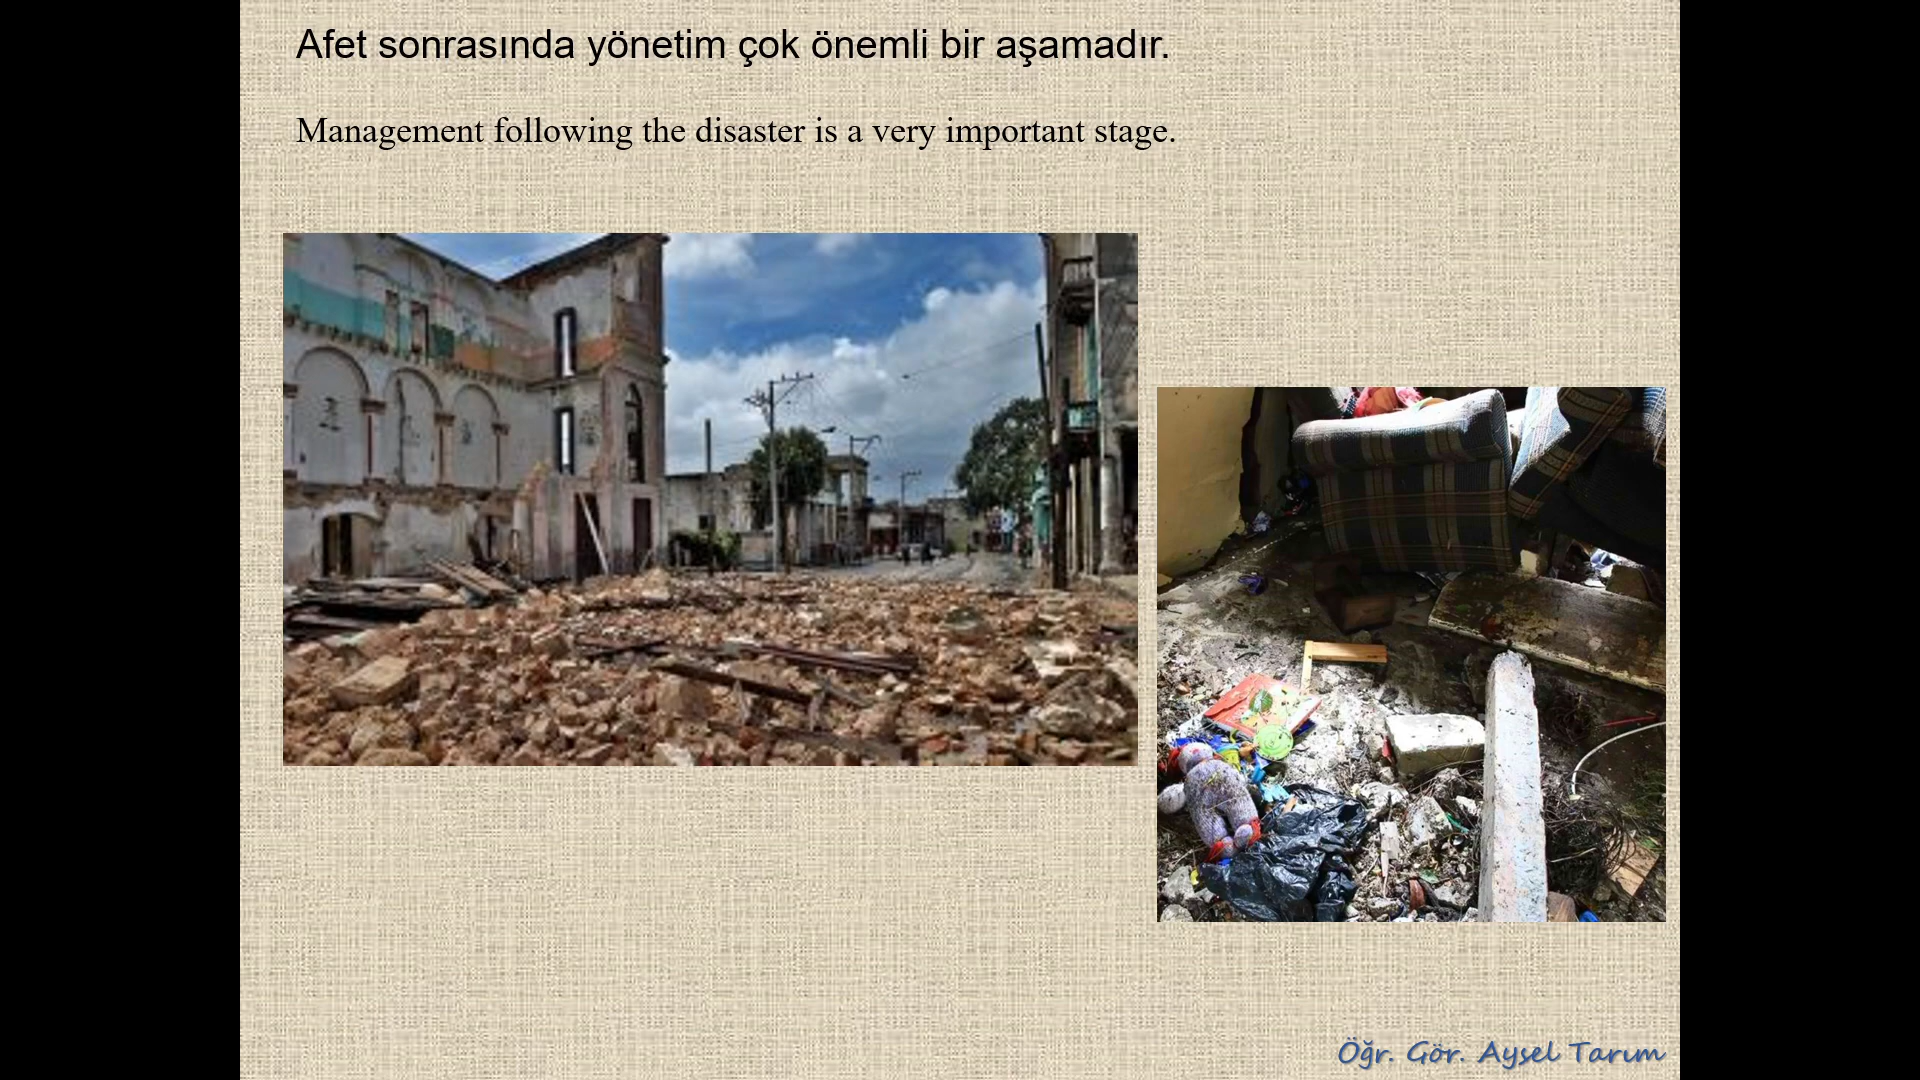 Afet sonrasında yönetim çok önemli bir aşamadır.
Management following the disaster is a very important stage.
Öğr. Gör. Aysel Tarım